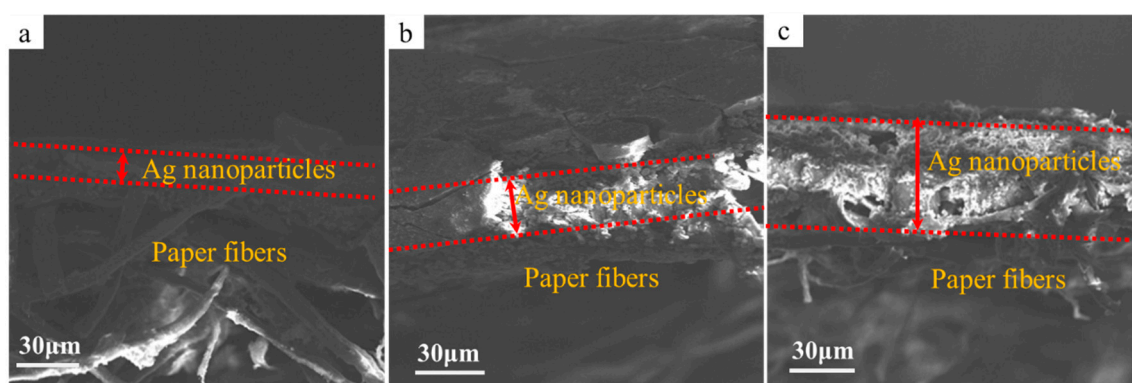 a
Ag nanoparticles
Paper fibers
30μm
b
Ag nanoparticles
Paper fibers
30μm
c
Ag nanoparticles
Paper fibers
30μm